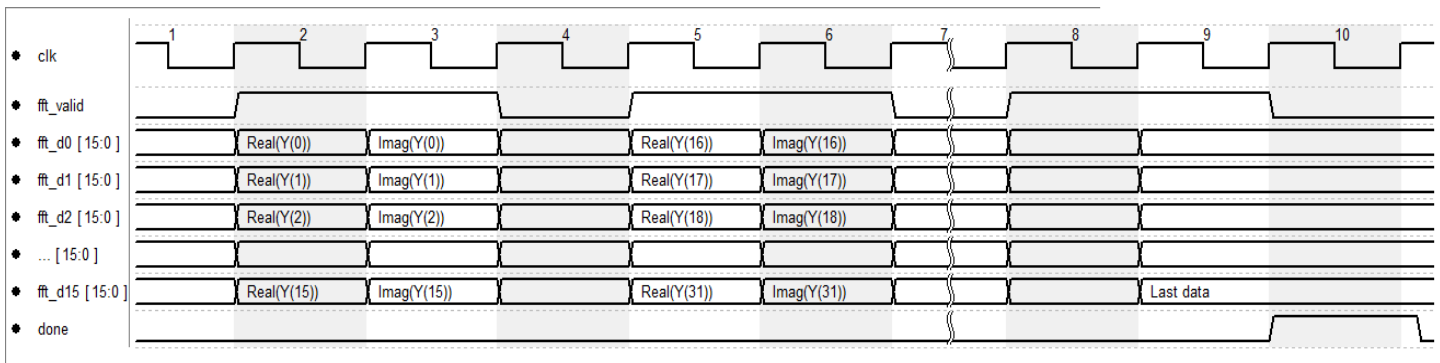 1 2 3 4 5 6 7 8 9 10
clk
fft_valid
fft_d0 [ 15:0 ] Real(Y(0)) Imag(Y(0)) Real(Y(16)) Imag(Y(16))
fft_d1 [ 15:0 ] Real(Y(1)) Imag(Y(1)) Real(Y(17)) Imag(Y(17))
fft_d2 [ 15:0 ] Real(Y(2)) Imag(Y(2)) Real(Y(18)) Imag(Y(18))
... [ 15:0 ]
fft_d15 [ 15:0 ] Real(Y(15)) Imag(Y(15)) Real(Y(31)) Imag(Y(31)) Last data
done